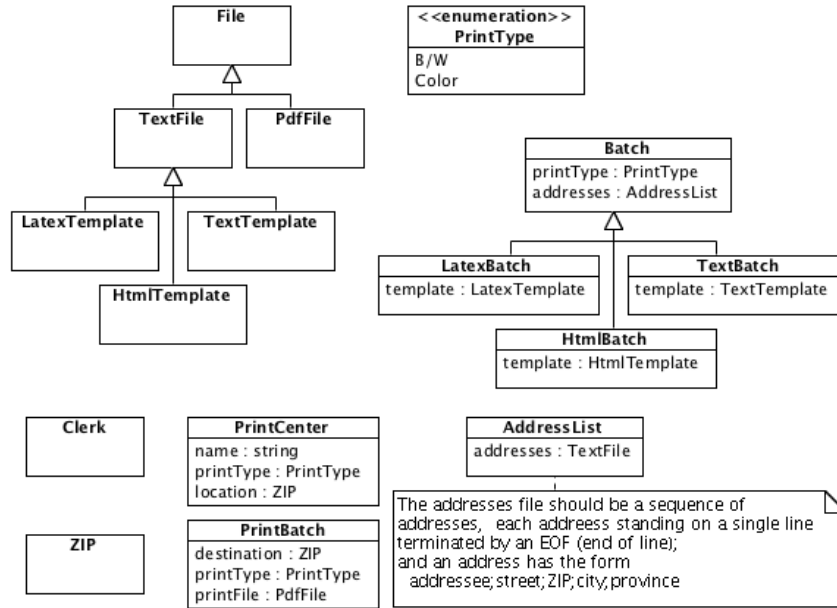 File
<<enumeration>>
PrintType
B/W
Color
TextFile
PdfFile
Batch
printType : PrintType
addresses : AddressList
LatexTemplate
TextTemplate
HtmlTemplate
LatexBatch
template : LatexTemplate
TextBatch
template : TextTemplate
HtmlBatch
template : HtmlTemplate
Clerk
PrintCenter
name : string
printType : PrintType
location : ZIP
AddressList
addresses : TextFile
ZIP
PrintBatch
destination : ZIP
printType : PrintType
printFile : PdfFile
The addresses file should be a sequence of
addresses, each addreess standing on a single line
terminated by an EOF (end of line);
and an address has the form
addressee;street;ZIP;city;province